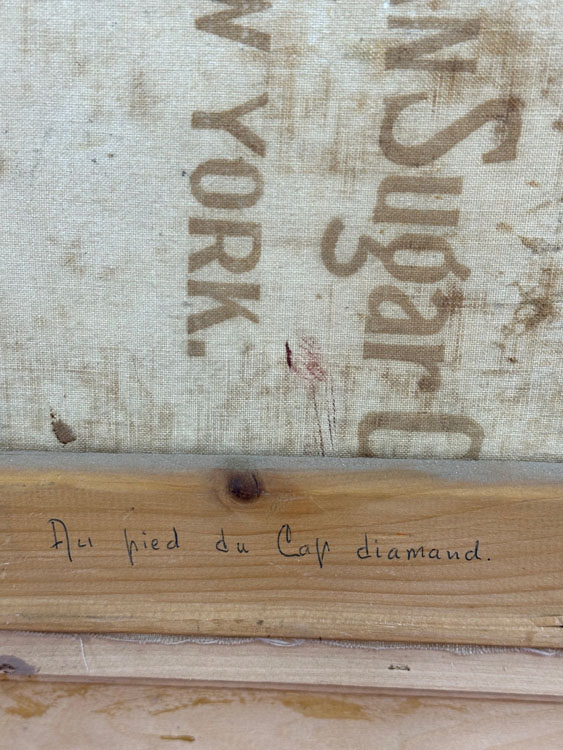 N Sugar C
W YORK.
Au pied du Cap diamand.